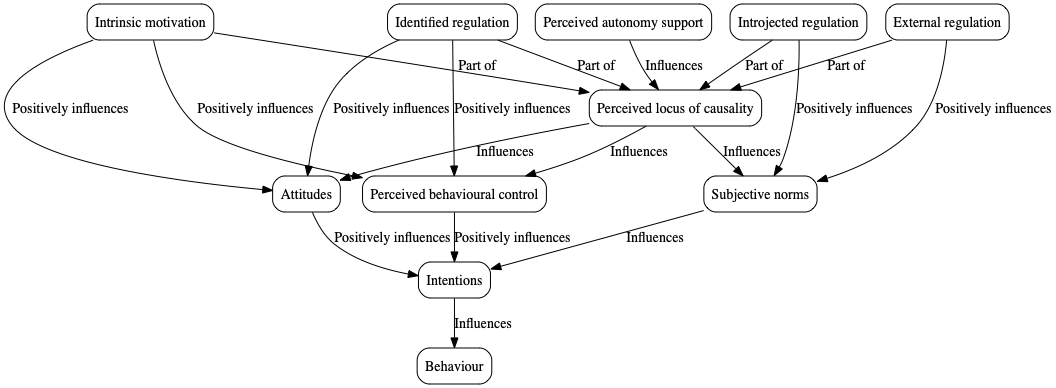 Intrinsic motivation
Identified regulation
Perceived autonomy support
Introjected regulation
External regulation
Part of
Part of
Influences
Part of
Part of
Positively influences
Positively influences
Positively influences
Positively influences
Perceived locus of causality
Positively influences
Positively influences
Influences
Influences
Influences
Attitudes
Perceived behavioural control
Subjective norms
Positively influences
Positively influences
Influences
Intentions
Influences
Behaviour